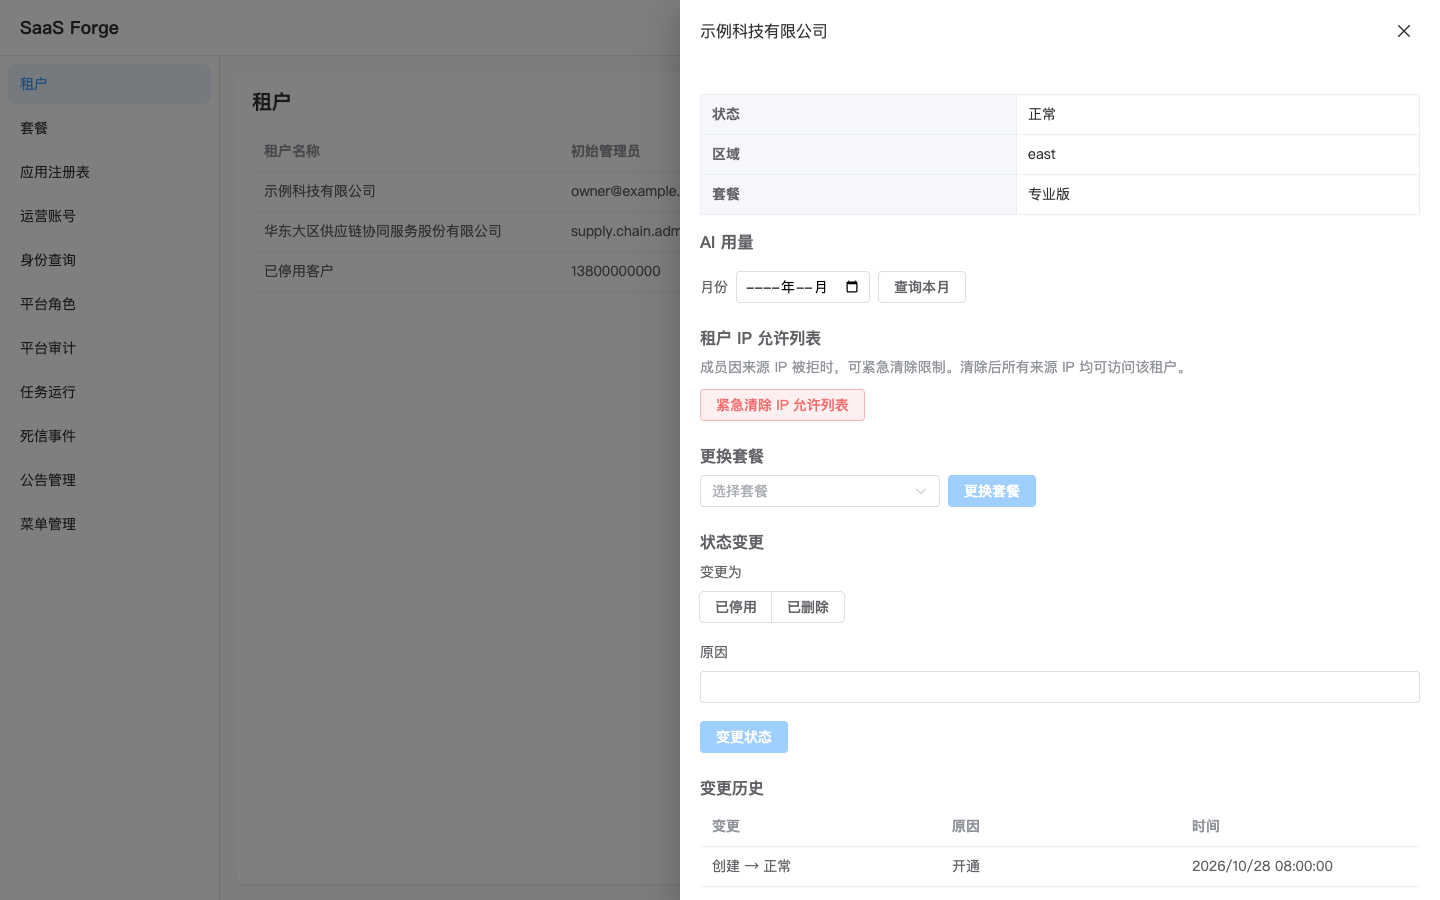 SaaS Forge
租户
套餐
应用注册表
运营账号
身份查询
平台角色
平台审计
任务运行
死信事件
公告管理
菜单管理
租户
租户名称 初始管理员
示例科技有限公司 owner@example.
华东大区供应链协同服务股份有限公司 supply.chain.adm
已停用客户 13800000000
示例科技有限公司
状态 正常
区域 east
套餐 专业版
AI 用量
月份 ----年--月 查询本月
租户 IP 允许列表
成员因来源 IP 被拒时，可紧急清除限制。清除后所有来源 IP 均可访问该租户。
紧急清除 IP 允许列表
更换套餐
选择套餐 更换套餐
状态变更
变更为
已停用 已删除
原因
变更状态
变更历史
变更 原因 时间
创建 → 正常 开通 2026/10/28 08:00:00